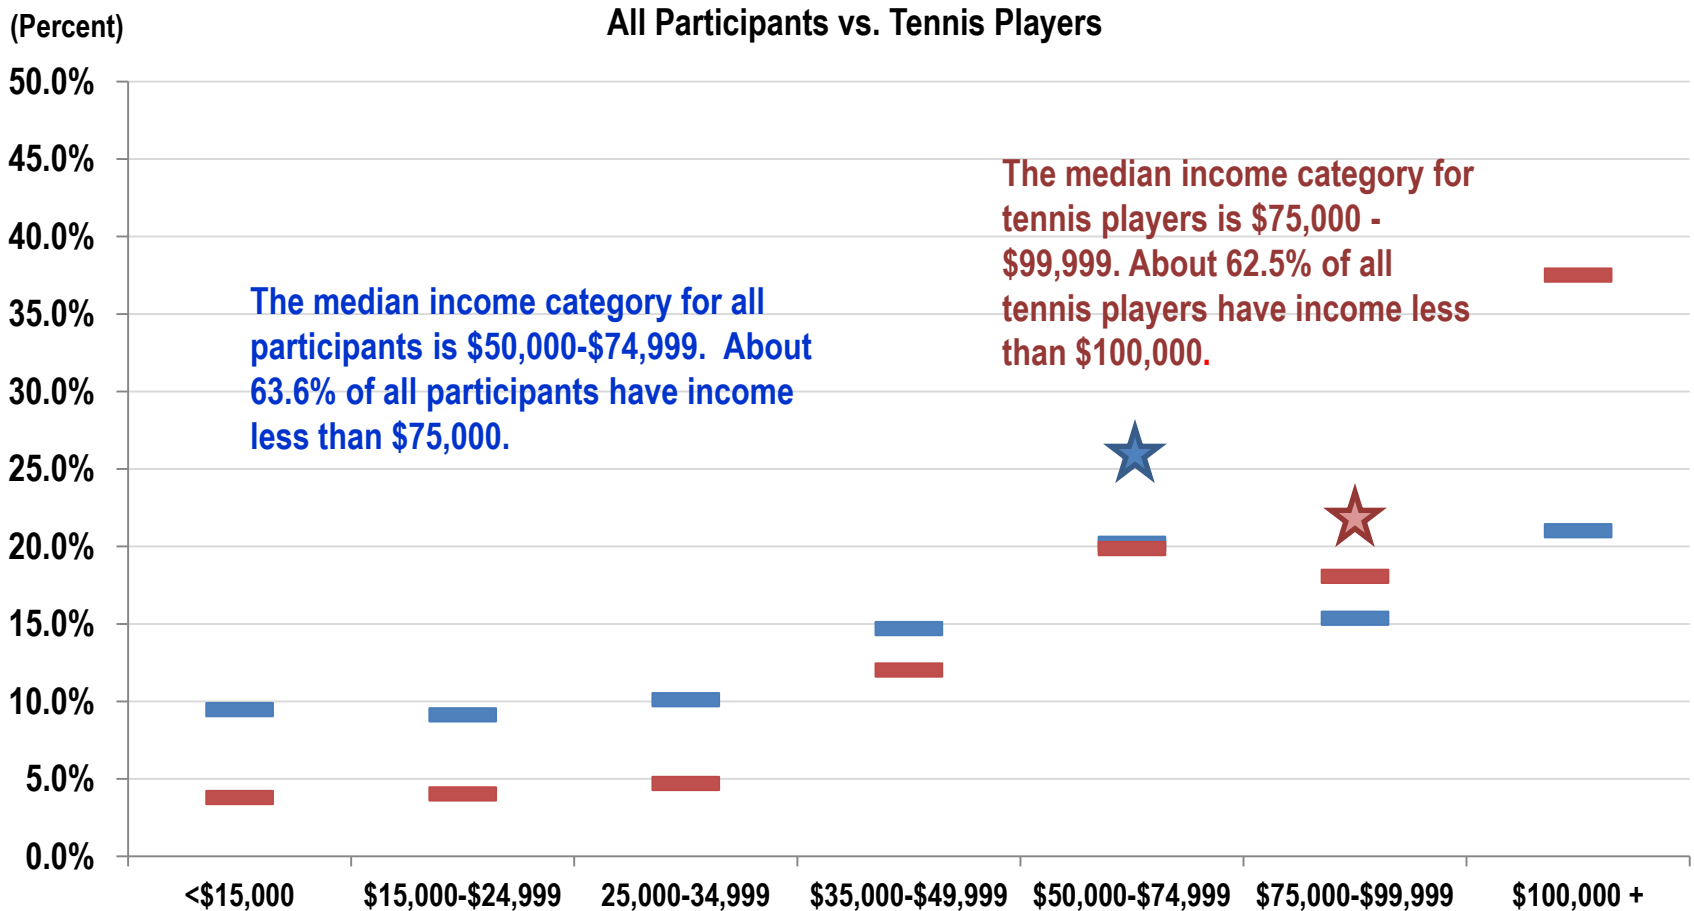 (Percent)
All Participants vs. Tennis Players
50.0%
45.0%
40.0%
35.0%
30.0%
25.0%
20.0%
15.0%
10.0%
5.0%
0.0%
The median income category for all
participants is $50,000-$74,999.  About
63.6% of all participants have income
less than $75,000.
The median income category for
tennis players is $75,000 -
$99,999. About 62.5% of all
tennis players have income less
than $100,000.
<$15,000
$15,000-$24,999
25,000-34,999
$35,000-$49,999
$50,000-$74,999
$75,000-$99,999
$100,000 +